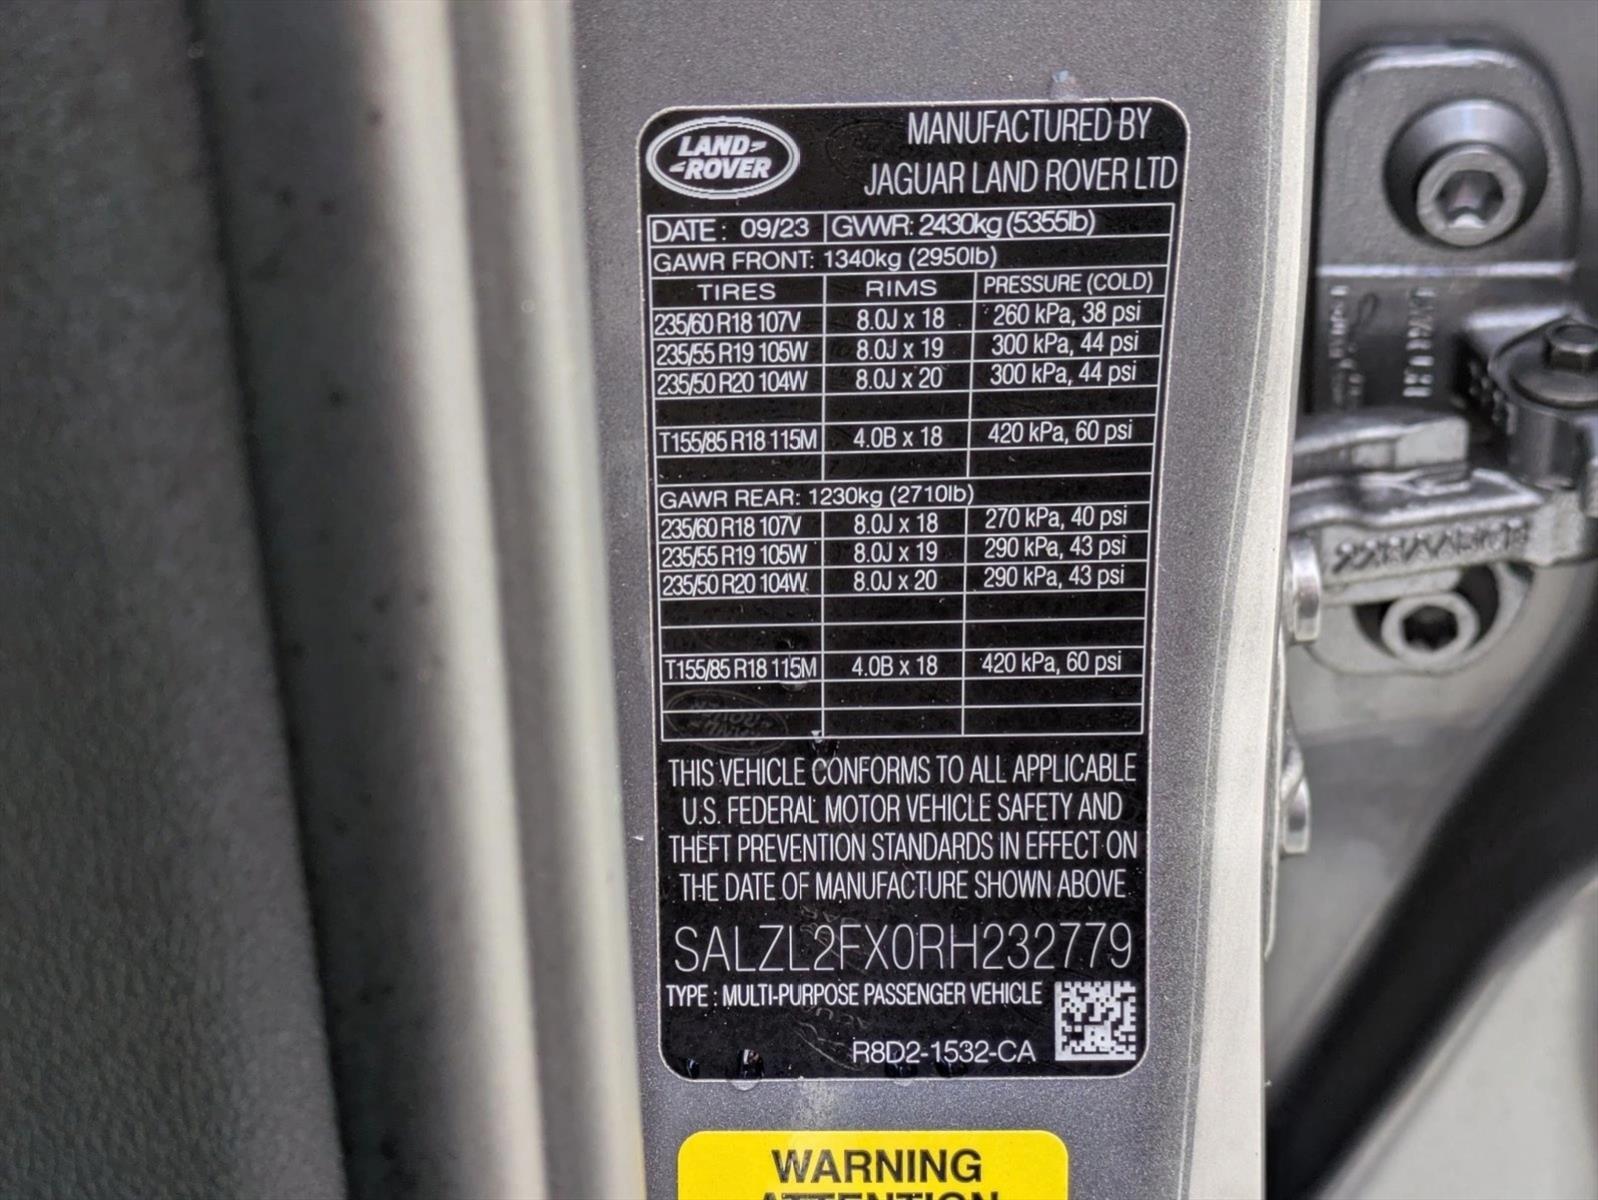 LAND
ROVER
MANUFACTURED BY
JAGUAR LAND ROVER LTD
DATE: 09/23 GVWR: 2430kg (5355lb)
GAWR FRONT: 1340kg (2950lb)
TIRES RIMS PRESSURE (COLD)
235/60 R18 107V 8.0J x 18 260 kPa, 38 psi
235/55 R19 105W 8.0J x 19 300 kPa, 44 psi
235/50 R20 104W 8.0J x 20 300 kPa, 44 psi
T155/85 R18 115M 4.0B x 18 420 kPa, 60 psi
GAWR REAR: 1230kg (2710lb)
235/60 R18 107V 8.0J x 18 270 kPa, 40 psi
235/55 R19 105W 8.0J x 19 290 kPa, 43 psi
235/50 R20 104W 8.0J x 20 290 kPa, 43 psi
T155/85 R18 115M 4.0B x 18 420 kPa, 60 psi
THIS VEHICLE CONFORMS TO ALL APPLICABLE
U.S. FEDERAL MOTOR VEHICLE SAFETY AND
THEFT PREVENTION STANDARDS IN EFFECT ON
THE DATE OF MANUFACTURE SHOWN ABOVE
SALZL2FX0RH232779
TYPE : MULTI-PURPOSE PASSENGER VEHICLE
R8D2-1532-CA
WARNING
ATTENTION